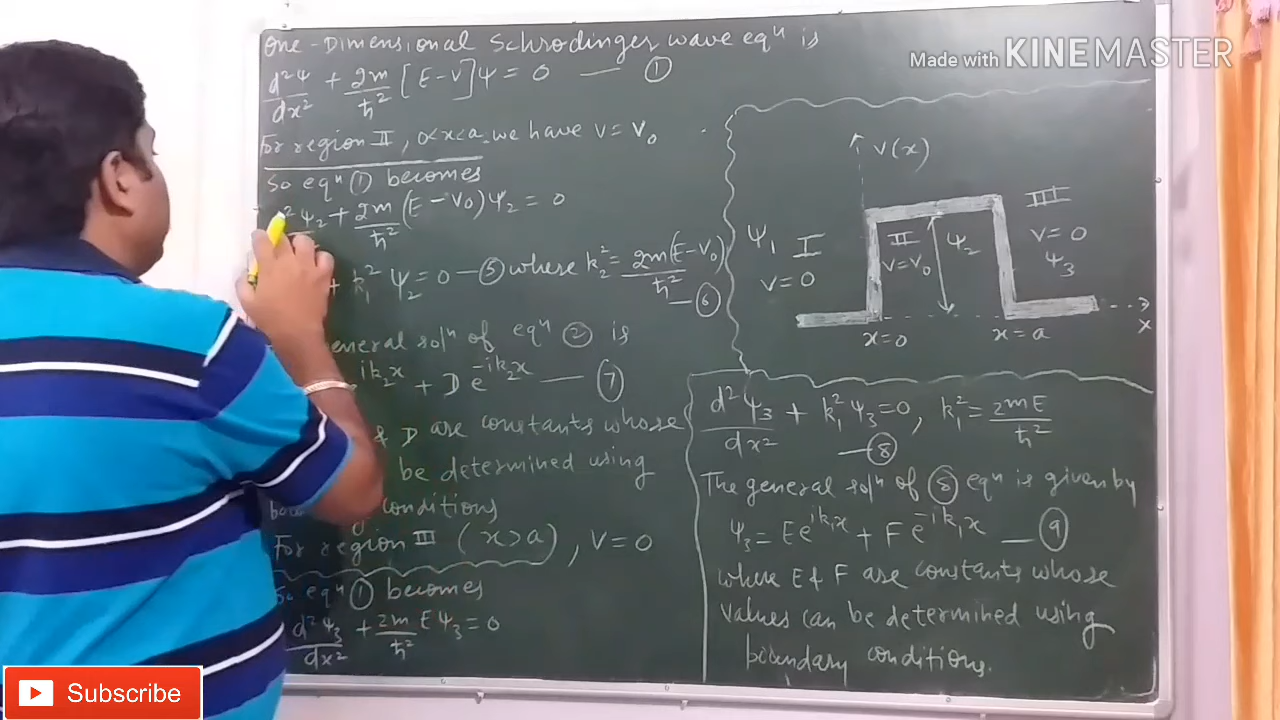 One-Dimensional Schrodinger wave eqⁿ is
d²ψ/dx² + 2m/ħ² [E-V]ψ = 0 — ①
For region II, 0<x<a, we have V = V₀
So eqⁿ ① becomes
ψ₂ + 2m/ħ² (E-V₀)ψ₂ = 0
+ k₁² ψ₂ = 0 — ⑤ where k₂² = 2m(E-V₀)/ħ²
— ⑥
general solⁿ of eqⁿ ② is
e^ik₂x + D e^-ik₂x — ⑦
& D are constants whose
be determined using
conditions
For region III (x>a), V=0
So eqⁿ ① becomes
d²ψ₃/dx² + 2m/ħ² Eψ₃ = 0
Made with KINEMASTER
V(x)
ψ₁ I
V=0
II
V=V₀
ψ₂
III
V=0
ψ₃
x=0
x=a
x
d²ψ₃/dx² + k₁²ψ₃=0, k₁² = 2mE/ħ²
— ⑧
The general solⁿ of ⑧ eqⁿ is given by
ψ₃ = Ee^ik₁x + Fe^-ik₁x — ⑨
where E & F are constants whose
values can be determined using
boundary conditions.
Subscribe